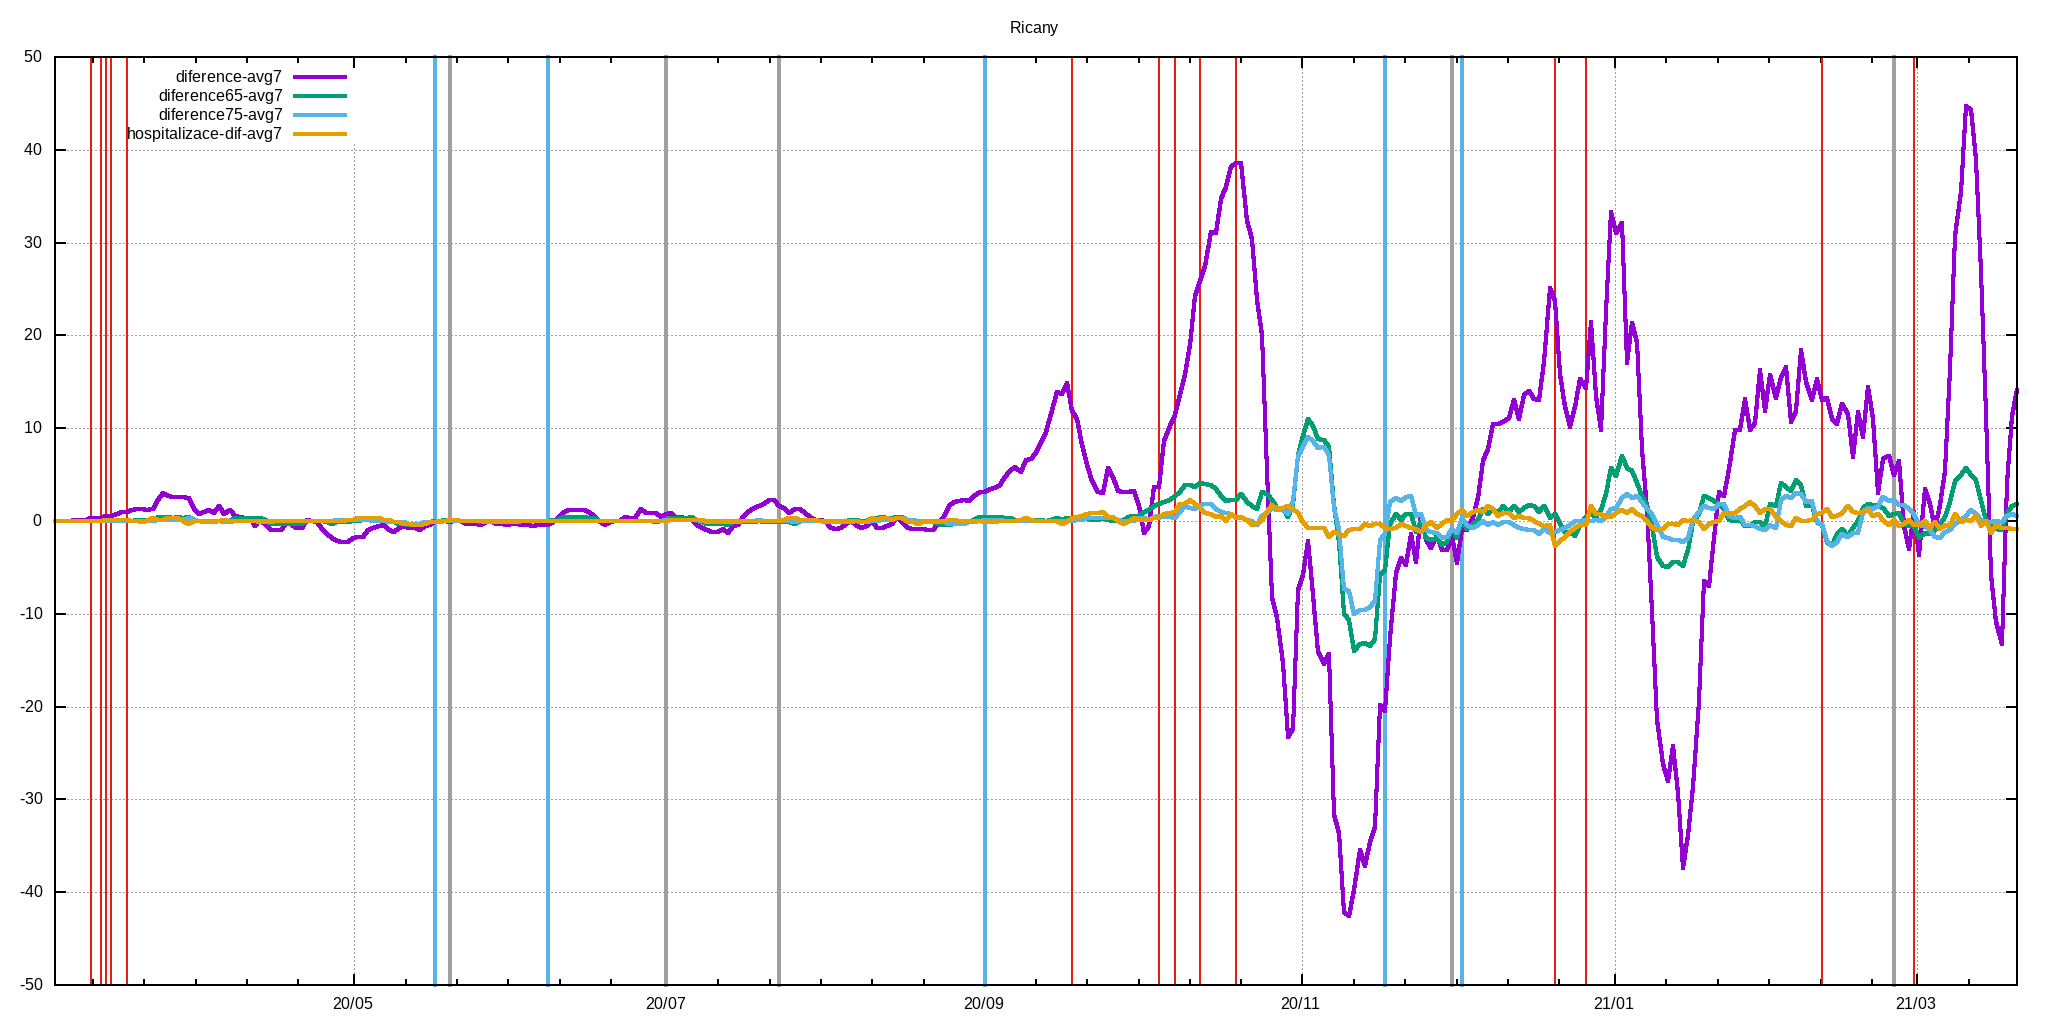 Ricany
50
diference-avg7
diference65-avg7
diference75-avg7
hospitalizace-dif-avg7
40
30
20
10
0
-10
-20
-30
-40
-50
20/05 20/07 20/09 20/11 21/01 21/03